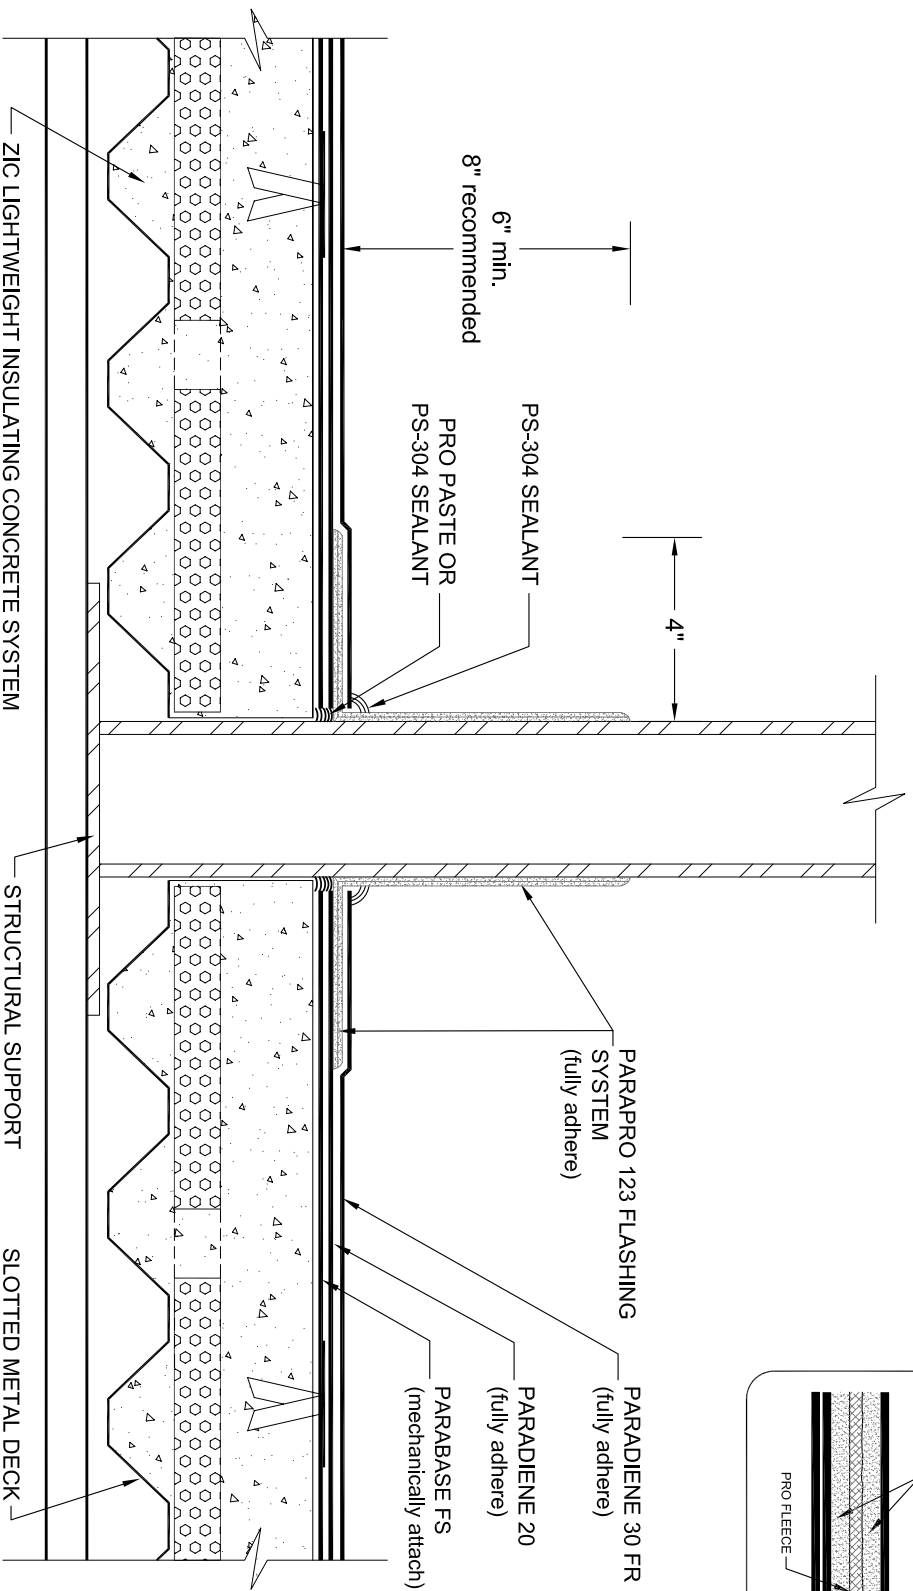 6" min.
8" recommended
4"
PS-304 SEALANT
PRO PASTE OR
PS-304 SEALANT
PARAPRO 123 FLASHING
SYSTEM
(fully adhere)
PARADIENE 30 FR
(fully adhere)
PARADIENE 20
(fully adhere)
PARABASE FS
(mechanically attach)
PRO FLEECE
ZIC LIGHTWEIGHT INSULATING CONCRETE SYSTEM
STRUCTURAL SUPPORT
SLOTTED METAL DECK